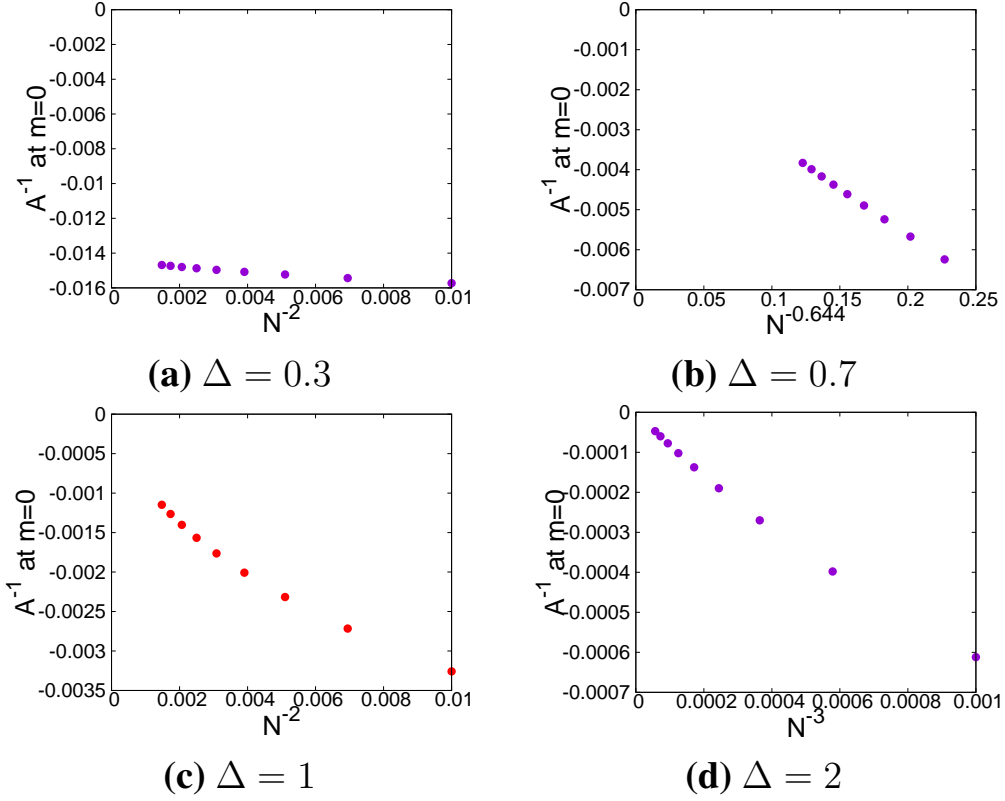 A-1 at m=0
0
-0.002
-0.004
-0.006
-0.008
-0.01
-0.012
-0.014
-0.016
0 0.002 0.004 0.006 0.008 0.01
N-2
(a) Δ = 0.3
A-1 at m=0
0
-0.001
-0.002
-0.003
-0.004
-0.005
-0.006
-0.007
0 0.05 0.1 0.15 0.2 0.25
N-0.644
(b) Δ = 0.7
A-1 at m=0
0
-0.0005
-0.001
-0.0015
-0.002
-0.0025
-0.003
-0.0035
0 0.002 0.004 0.006 0.008 0.01
N-2
(c) Δ = 1
A-1 at m=0
0
-0.0001
-0.0002
-0.0003
-0.0004
-0.0005
-0.0006
-0.0007
0 0.0002 0.0004 0.0006 0.0008 0.001
N-3
(d) Δ = 2